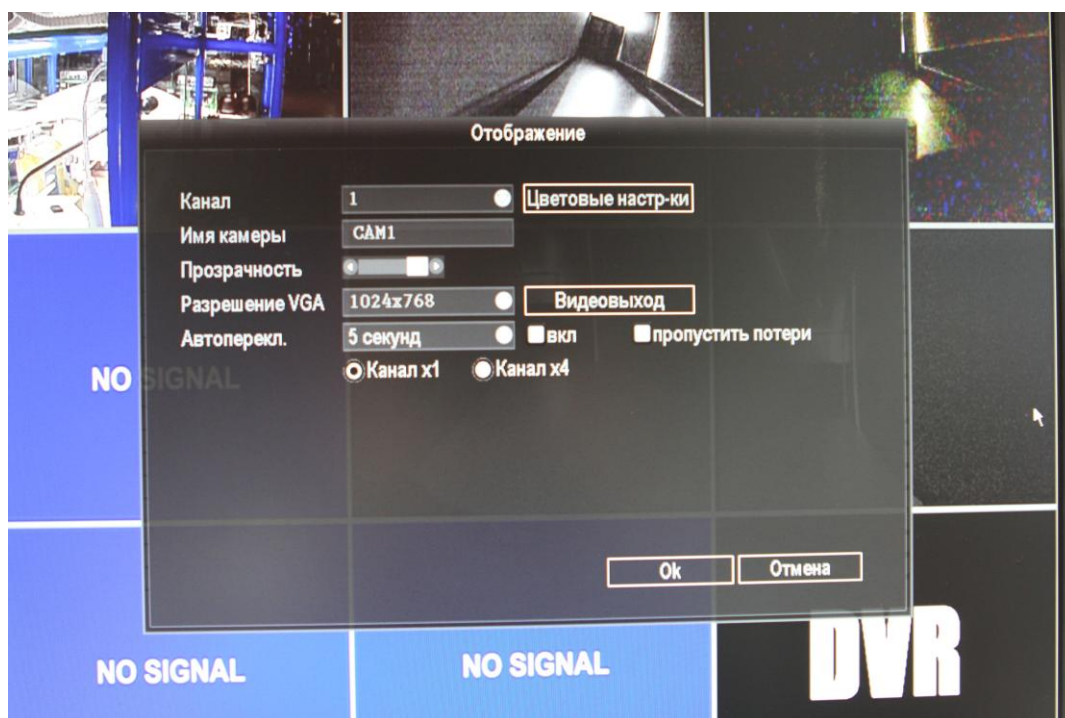 Отображение
Канал 1 Цветовые настр-ки
Имя камеры CAM1
Прозрачность
Разрешение VGA 1024x768 Видеовыход
Автоперекл. 5 секунд вкл пропустить потери
Канал x1 Канал x4
NO SIGNAL
Ok Отмена
NO SIGNAL NO SIGNAL DVR